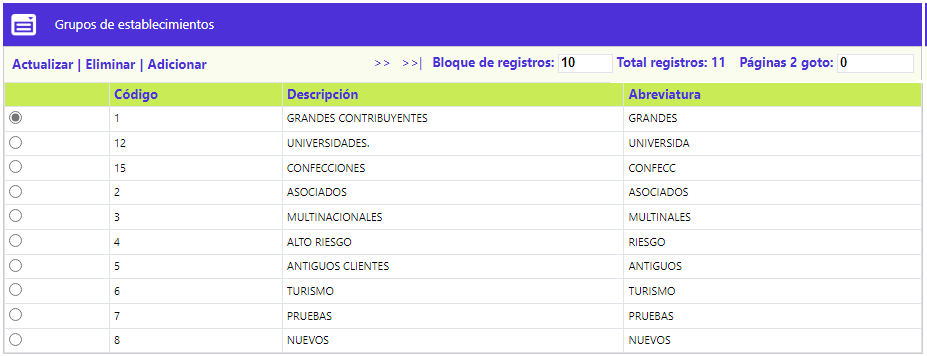 Grupos de establecimientos
Actualizar | Eliminar | Adicionar >> >>| Bloque de registros: 10 Total registros: 11 Páginas 2 goto: 0
Código Descripción Abreviatura
1 GRANDES CONTRIBUYENTES GRANDES
12 UNIVERSIDADES. UNIVERSIDA
15 CONFECCIONES CONFECC
2 ASOCIADOS ASOCIADOS
3 MULTINACIONALES MULTINALES
4 ALTO RIESGO RIESGO
5 ANTIGUOS CLIENTES ANTIGUOS
6 TURISMO TURISMO
7 PRUEBAS PRUEBAS
8 NUEVOS NUEVOS